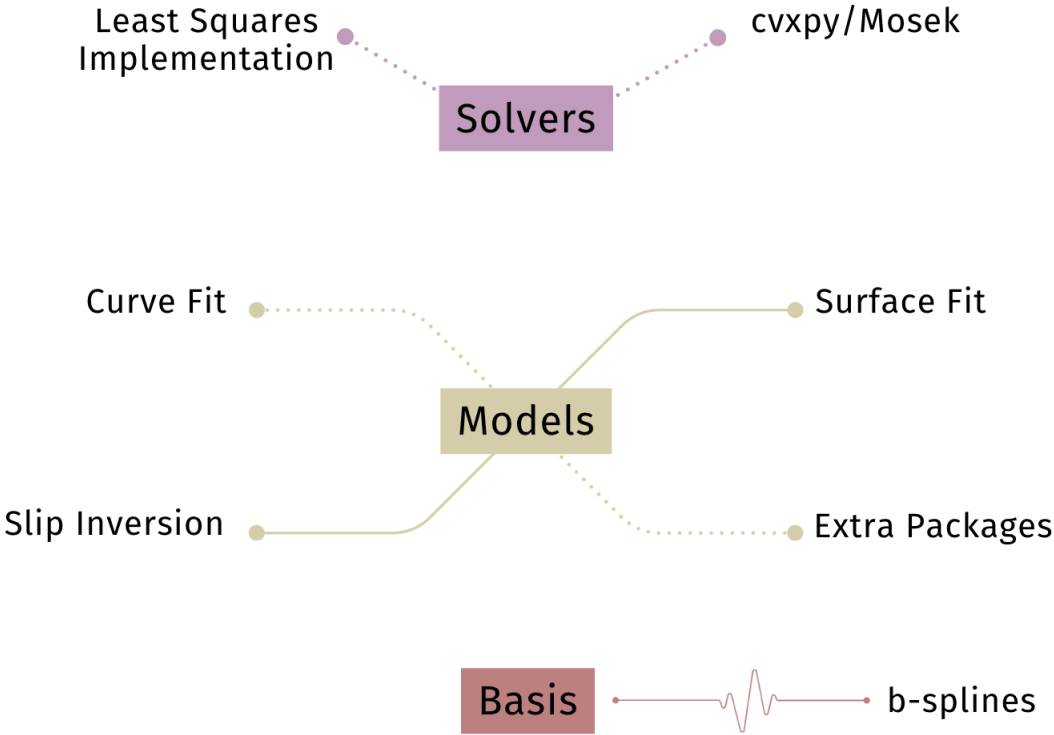 Least Squares
Implementation
cvxpy/Mosek
Solvers
Curve Fit
Surface Fit
Models
Slip Inversion
Extra Packages
Basis
b-splines